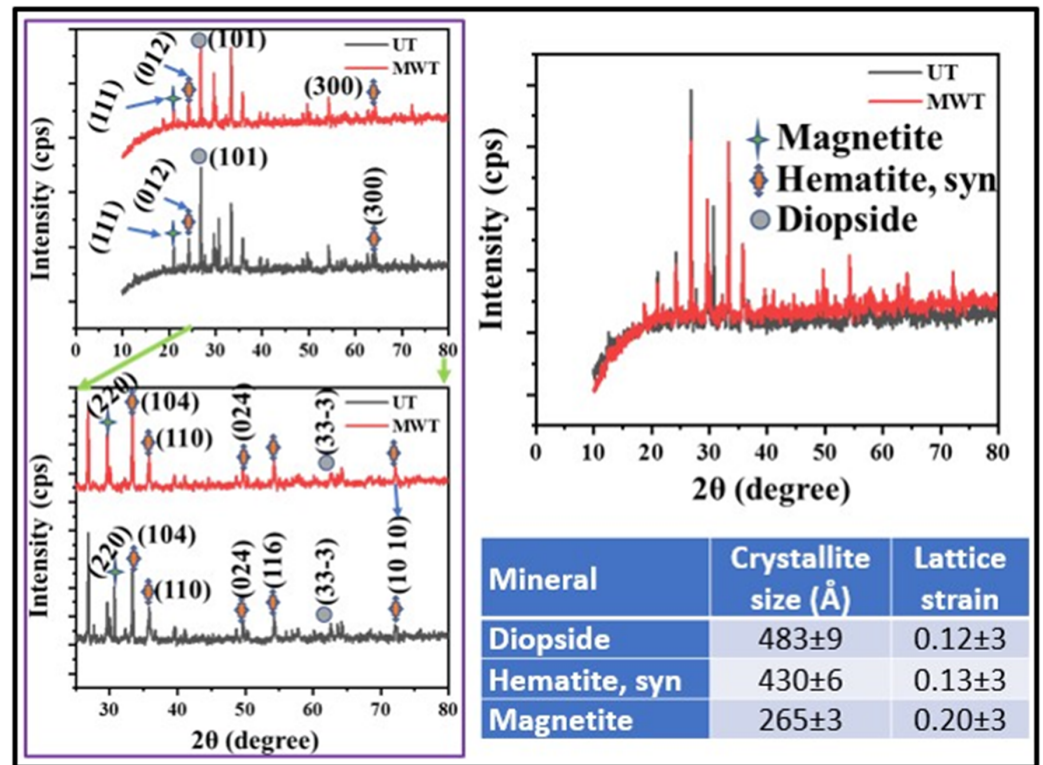 UT
MWT
(111)
(012)
(101)
(300)
(111)
(012)
(101)
(300)
Intensity (cps)
0 10 20 30 40 50 60 70 80
UT
MWT
(220)
(104)
(110)
(024)
(33-3)
(220)
(104)
(110)
(024)
(116)
(33-3)
(10 10)
Intensity (cps)
30 40 50 60 70 80
2θ (degree)
UT
MWT
Magnetite
Hematite, syn
Diopside
Intensity (cps)
0 10 20 30 40 50 60 70 80
2θ (degree)
Mineral Crystallite size (Å) Lattice strain
Diopside 483±9 0.12±3
Hematite, syn 430±6 0.13±3
Magnetite 265±3 0.20±3